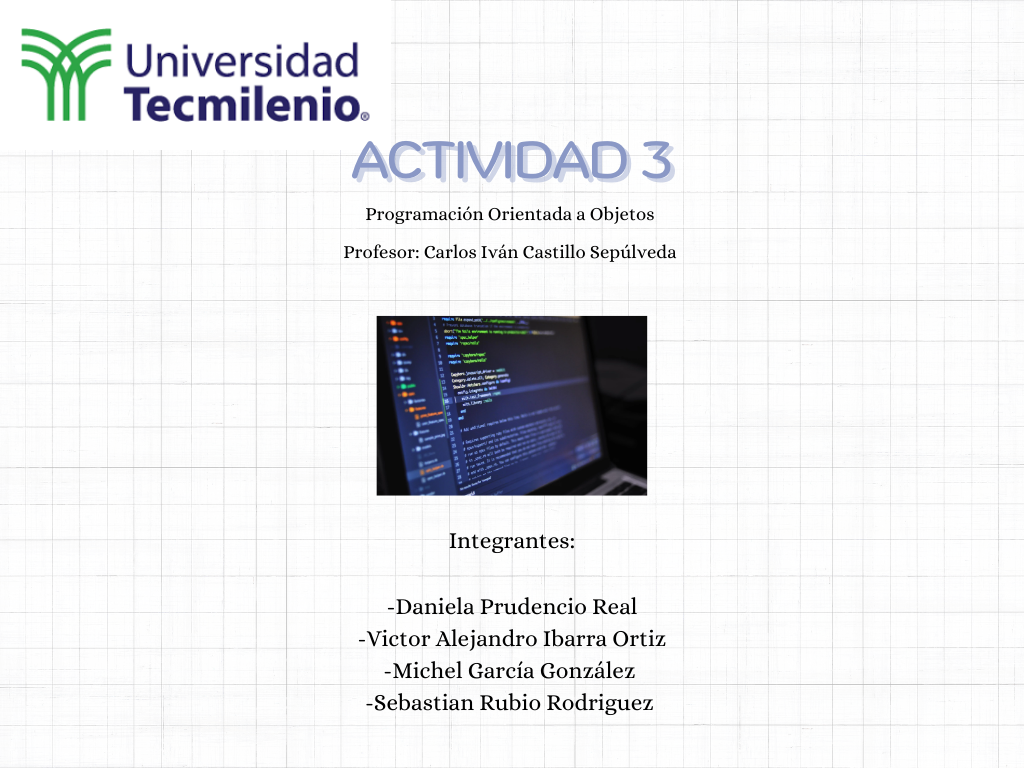 Universidad
Tecmilenio®
ACTIVIDAD 3
Programación Orientada a Objetos
Profesor: Carlos Iván Castillo Sepúlveda
Integrantes:
-Daniela Prudencio Real
-Victor Alejandro Ibarra Ortiz
-Michel García González
-Sebastian Rubio Rodriguez